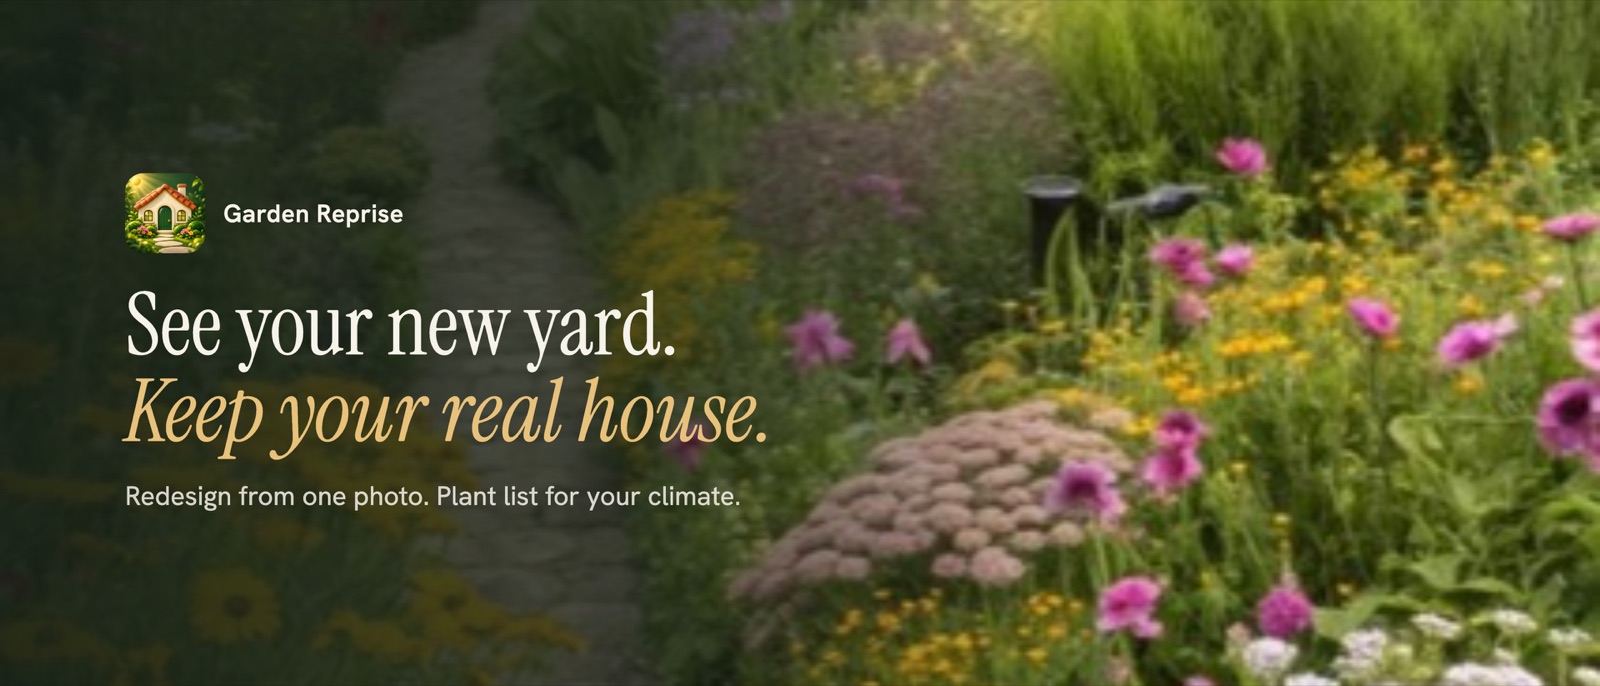 Garden Reprise
See your new yard.
Keep your real house.
Redesign from one photo. Plant list for your climate.